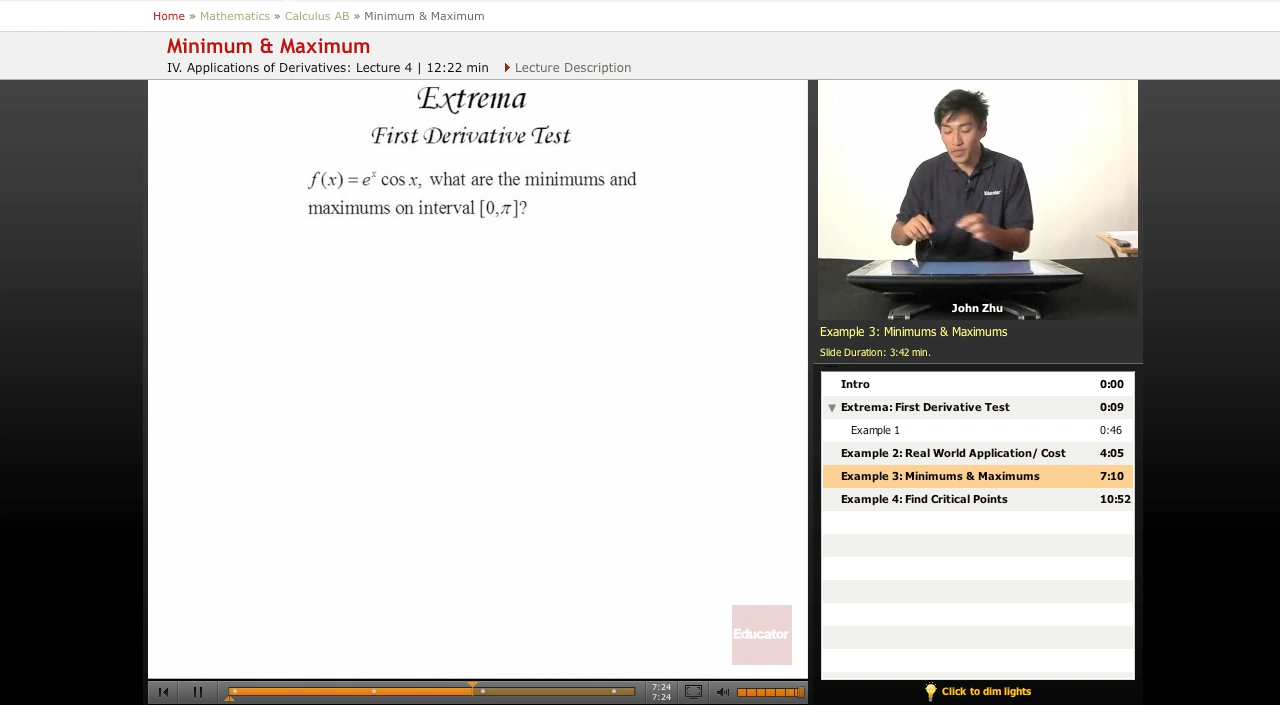 Home » Mathematics » Calculus AB » Minimum & Maximum
Minimum & Maximum
IV. Applications of Derivatives: Lecture 4 | 12:22 min Lecture Description
Extrema
First Derivative Test
f(x) = eˣ cos x, what are the minimums and
maximums on interval [0, π]?
Educator
Educator
John Zhu
Example 3: Minimums & Maximums
Slide Duration: 3:42 min.
Intro 0:00
Extrema: First Derivative Test 0:09
Example 1 0:46
Example 2: Real World Application/ Cost 4:05
Example 3: Minimums & Maximums 7:10
Example 4: Find Critical Points 10:52
7:24
7:24
Click to dim lights